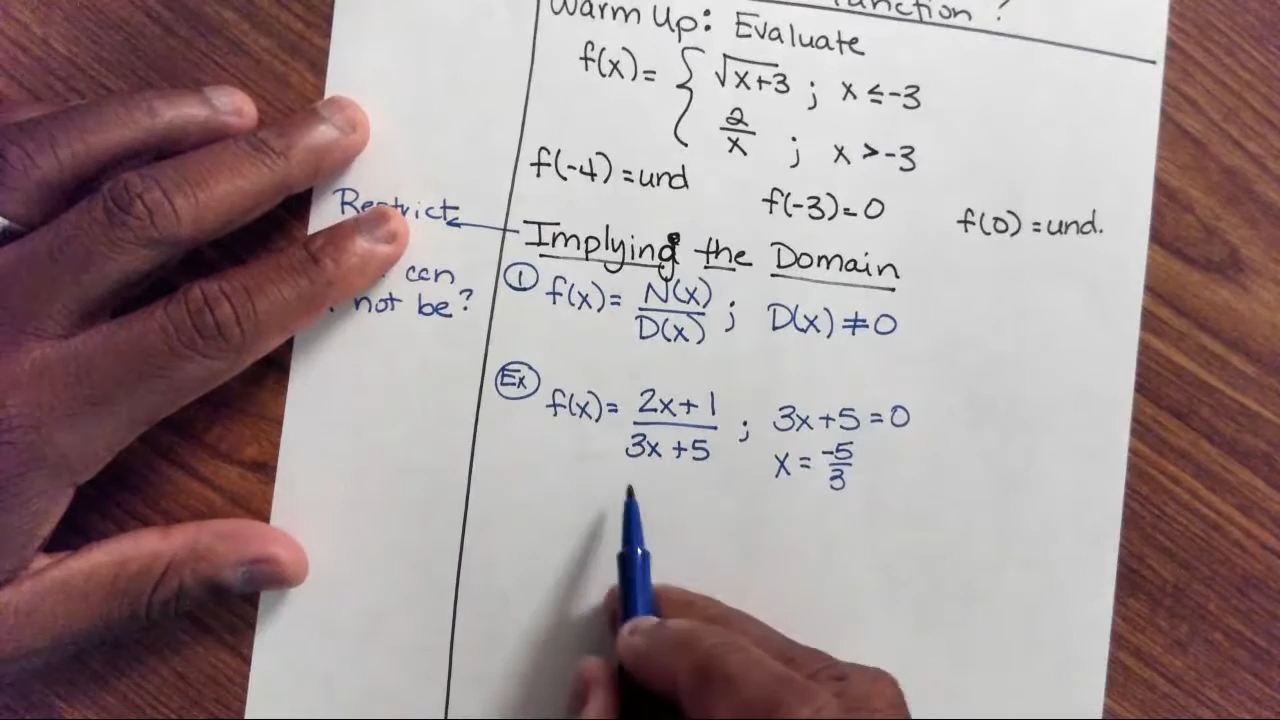 function?
Warm Up: Evaluate
f(x)= { √x+3 ; x ≤ -3
2/x ; x > -3
f(-4) = und
f(-3) = 0
f(0) = und.
Restrict
Implying the Domain
can
not be?
① f(x) = N(x)/D(x) ; D(x) ≠ 0
Ex f(x) = 2x+1/3x+5 ; 3x+5 = 0
x = -5/3